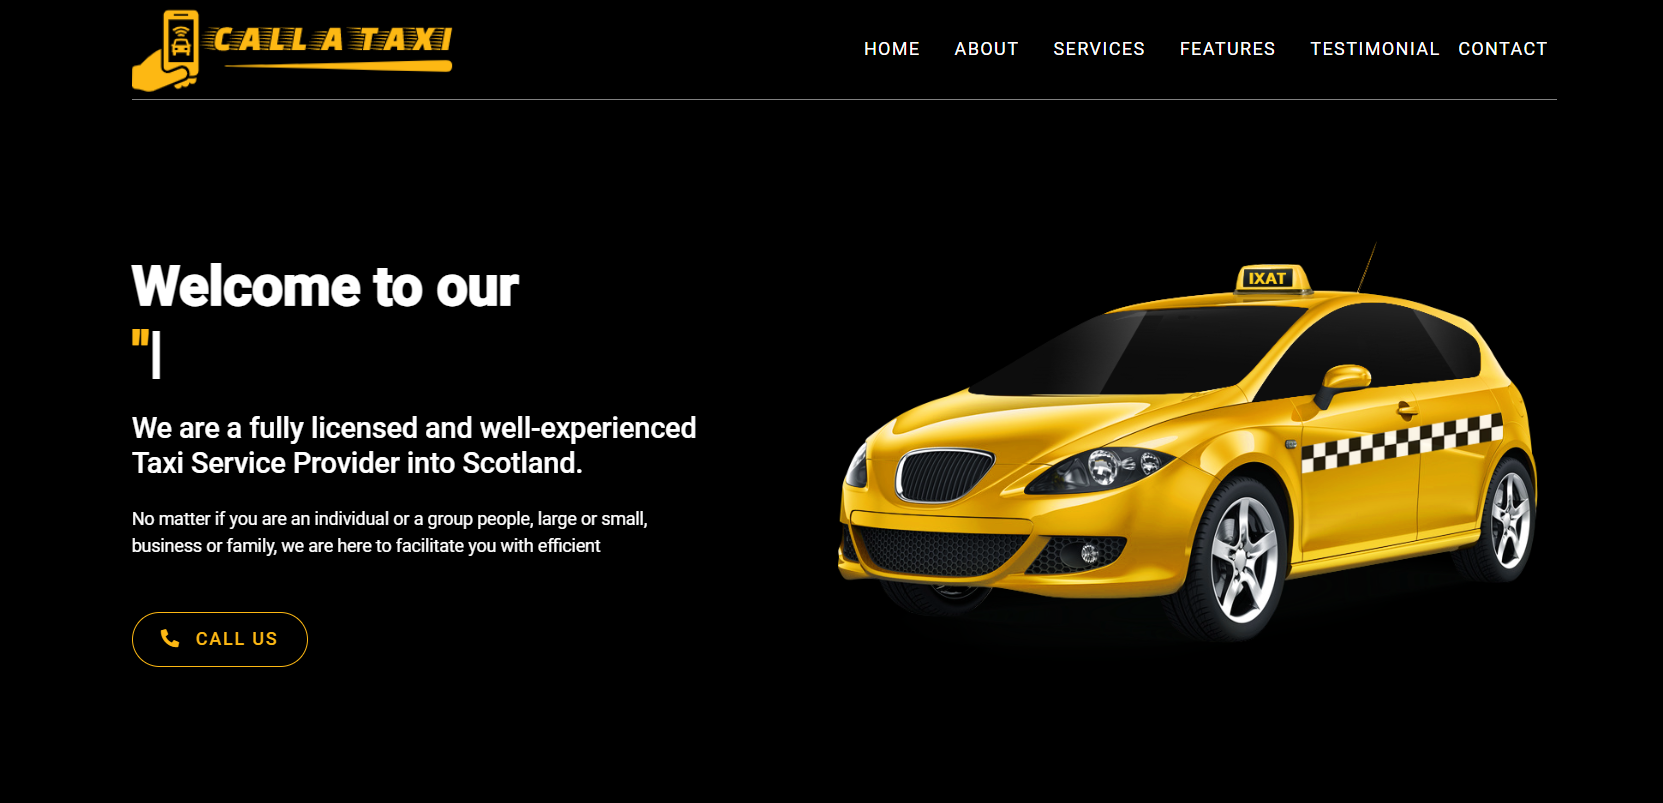 CALL A TAXI
HOME ABOUT SERVICES FEATURES TESTIMONIAL CONTACT
Welcome to our
"|
IXAT
We are a fully licensed and well-experienced
Taxi Service Provider into Scotland.
No matter if you are an individual or a group people, large or small,
business or family, we are here to facilitate you with efficient
CALL US